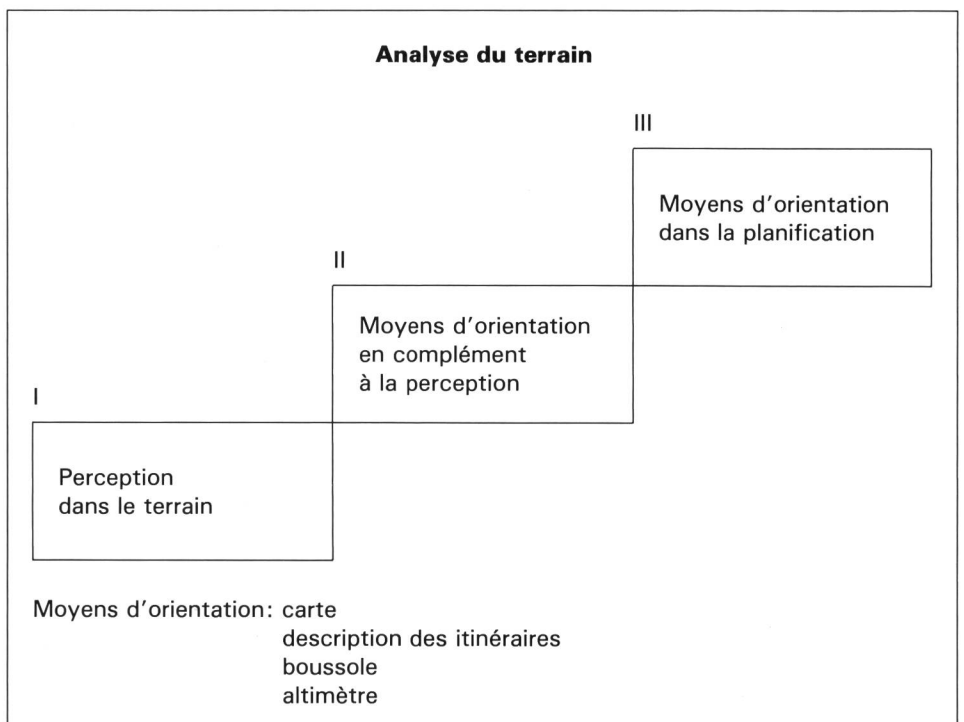 Analyse du terrain
III
Moyens d'orientation
dans la planification
II
Moyens d'orientation
en complément
à la perception
I
Perception
dans le terrain
Moyens d'orientation: carte
description des itinéraires
boussole
altimètre